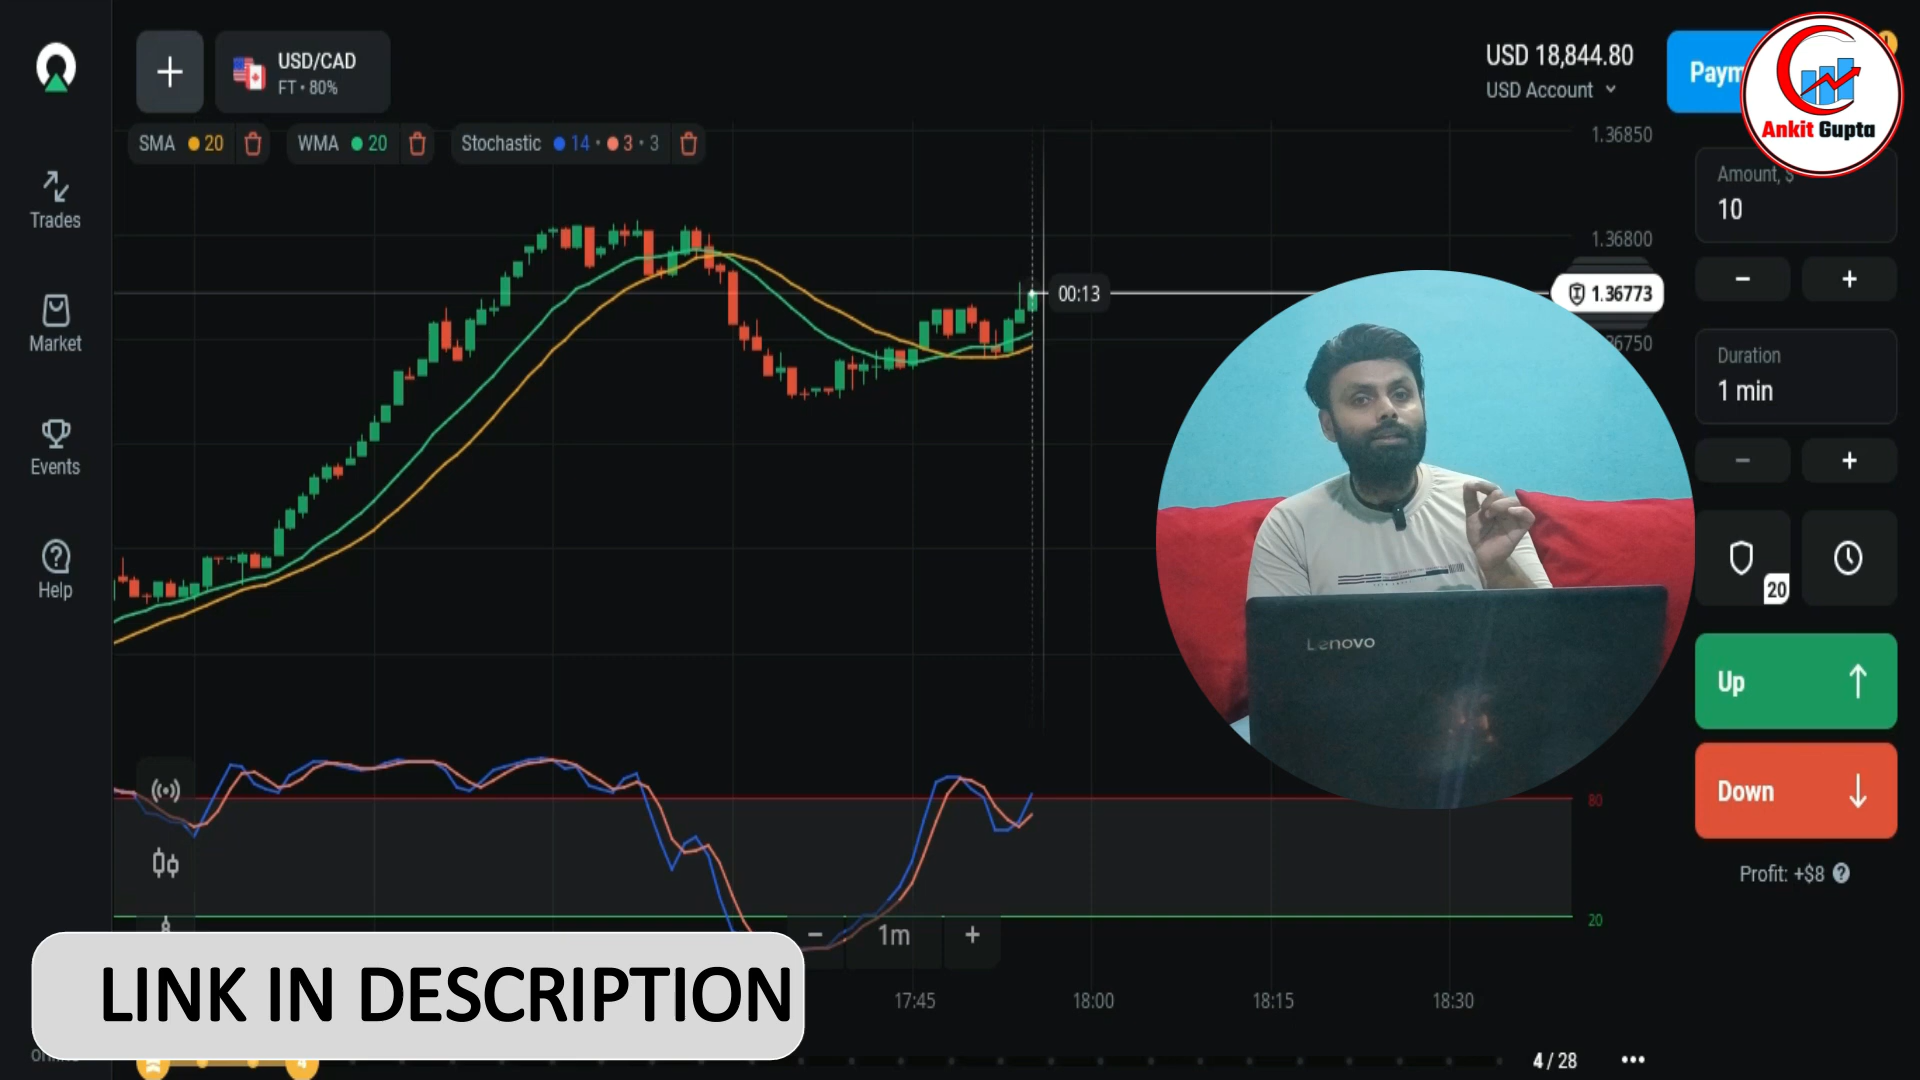 USD/CAD
FT • 80%
USD 18,844.80
USD Account
Ankit Gupta
SMA 20
WMA 20
Stochastic 14 • 3 • 3
1.36850
Amount, $
10
Trades
1.36800
00:13
1.36773
Market
Duration
1 min
Events
Help
20
Lenovo
Up
Down
80
Profit: +$8
20
1m
LINK IN DESCRIPTION
17:45
18:00
18:15
18:30
4 / 28